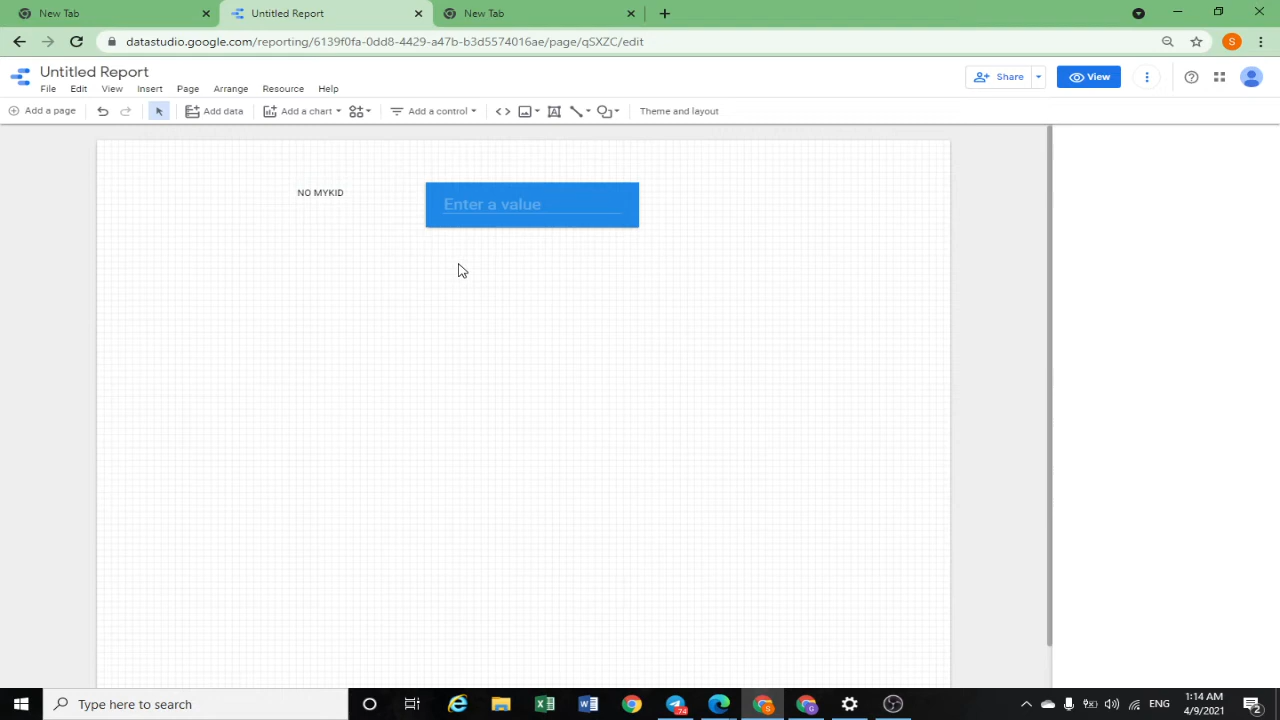 New Tab
Untitled Report
New Tab
datastudio.google.com/reporting/6139f0fa-0dd8-4429-a47b-b3d5574016ae/page/qSXZC/edit
S
Untitled Report
File Edit View Insert Page Arrange Resource Help
Share
View
Add a page
Add data
Add a chart
Add a control
Theme and layout
NO MYKID
Enter a value
Type here to search
74
ENG
1:14 AM
4/9/2021
2